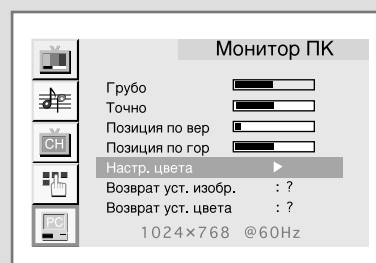 Монитор ПК
Грубо
Точно
Позиция по вер
Позиция по гор
CH
Настр. цвета
Возврат уст. изобр. : ?
Возврат уст. цвета : ?
PC
1024×768 @60Hz